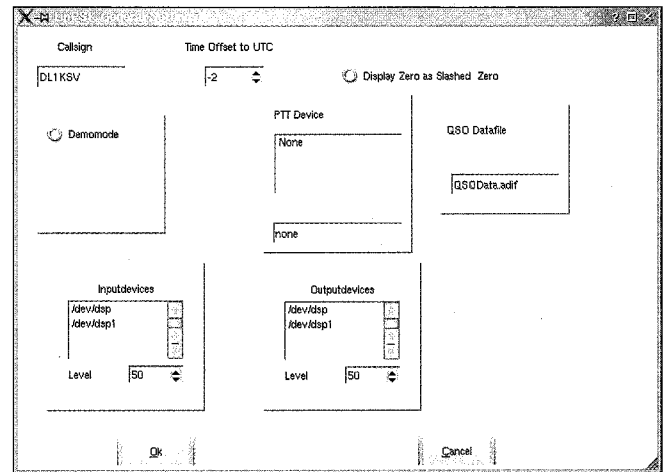 Callsign
Time Offset to UTC
DL1KSV
-2
Display Zero as Slashed Zero
Demomode
PTT Device
None
none
QSO Datafile
QSOData.adif
Inputdevices
/dev/dsp
/dev/dsp1
Level
50
Outputdevices
/dev/dsp
/dev/dsp1
Level
50
Ok
Cancel